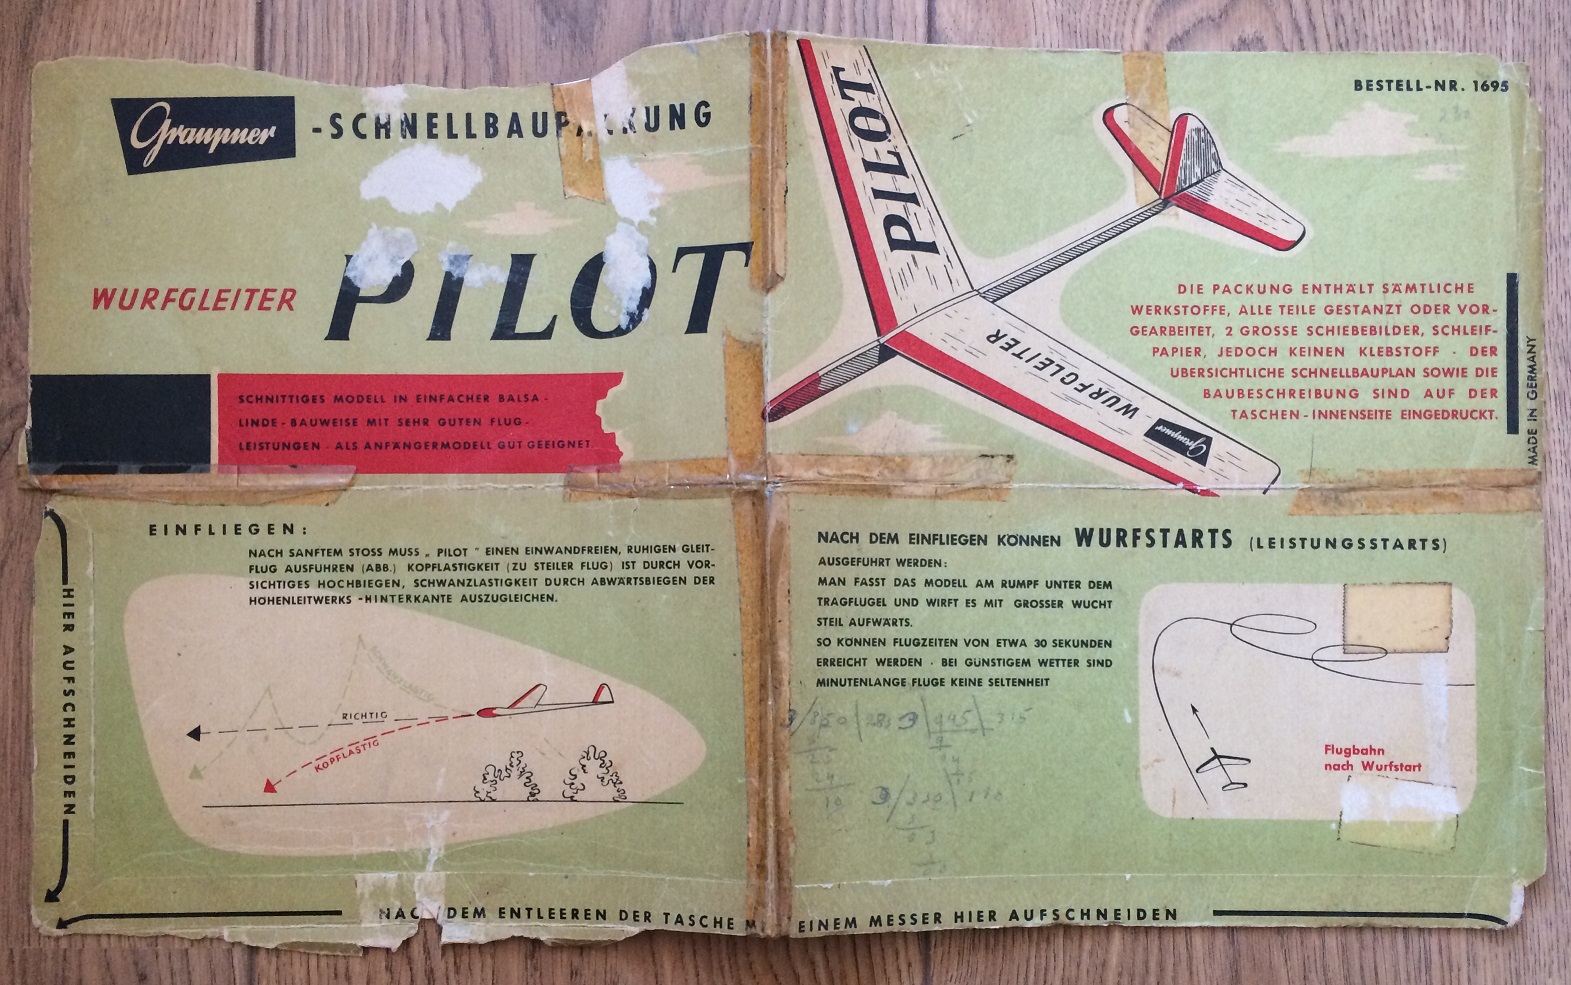 Graupner -SCHNELLBAUPACKUNG
WURFGLEITER PILOT
SCHNITTIGES MODELL IN EINFACHER BALSA-
LINDE-BAUWEISE MIT SEHR GUTEN FLUG-
LEISTUNGEN - ALS ANFÄNGERMODELL GUT GEEIGNET.
PILOT
WURFGLEITER
Graupner
BESTELL-NR. 1695
DIE PACKUNG ENTHÄLT SÄMTLICHE
WERKSTOFFE, ALLE TEILE GESTANZT ODER VOR-
GEARBEITET, 2 GROSSE SCHIEBEBILDER, SCHLEIF-
PAPIER, JEDOCH KEINEN KLEBSTOFF · DER
ÜBERSICHTLICHE SCHNELLBAUPLAN SOWIE DIE
BAUBESCHREIBUNG SIND AUF DER
TASCHEN-INNENSEITE EINGEDRUCKT.
MADE IN GERMANY
EINFLIEGEN:
NACH SANFTEM STOSS MUSS „ PILOT " EINEN EINWANDFREIEN, RUHIGEN GLEIT-
FLUG AUSFÜHREN (ABB.) KOPFLASTIGKEIT (ZU STEILER FLUG) IST DURCH VOR-
SICHTIGES HOCHBIEGEN, SCHWANZLASTIGKEIT DURCH ABWÄRTSBIEGEN DER
HÖHENLEITWERKS -HINTERKANTE AUSZUGLEICHEN.
SCHWANZLASTIG
RICHTIG
KOPFLASTIG
HIER AUFSCHNEIDEN
NACH DEM EINFLIEGEN KÖNNEN WURFSTARTS (LEISTUNGSSTARTS)
AUSGEFÜHRT WERDEN:
MAN FASST DAS MODELL AM RUMPF UNTER DEM
TRAGFLÜGEL UND WIRFT ES MIT GROSSER WUCHT
STEIL AUFWÄRTS.
SO KÖNNEN FLUGZEITEN VON ETWA 30 SEKUNDEN
ERREICHT WERDEN · BEI GÜNSTIGEM WETTER SIND
MINUTENLANGE FLÜGE KEINE SELTENHEIT
Flugbahn
nach Wurfstart
NACH DEM ENTLEEREN DER TASCHE MIT EINEM MESSER HIER AUFSCHNEIDEN